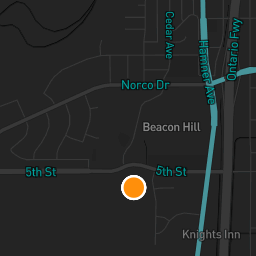 Cedar Ave
Hamner Ave
Ontario Fwy
Norco Dr
Beacon Hill
5th St
5th St
Knights Inn